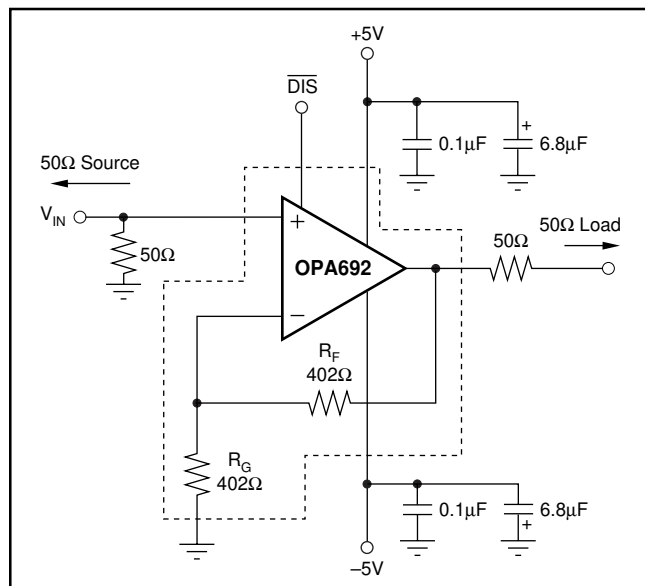 +5V
DIS
0.1μF
+
6.8μF
50Ω Source
50Ω Load
V_IN
+
50Ω
50Ω
OPA692
−
R_F
402Ω
R_G
402Ω
0.1μF
6.8μF
+
–5V